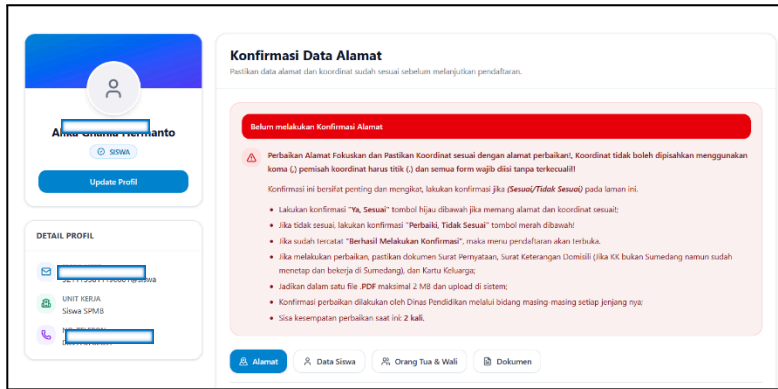 Konfirmasi Data Alamat
Pastikan data alamat dan koordinat sudah sesuai sebelum melanjutkan pendaftaran.
SISWA
Update Profil
DETAIL PROFIL
UNIT KERJA
Siswa SPMB
Belum melakukan Konfirmasi Alamat
Perbaikan Alamat Fokuskan dan Pastikan Koordinat sesuai dengan alamat perbaikan!, Koordinat tidak boleh dipisahkan menggunakan
koma (,) pemisah koordinat harus titik (.) dan semua form wajib diisi tanpa terkecuali!!
Konfirmasi ini bersifat penting dan mengikat, lakukan konfirmasi jika (Sesuai/Tidak Sesuai) pada laman ini.
• Lakukan konfirmasi "Ya, Sesuai" tombol hijau dibawah jika memang alamat dan koordinat sesuai!;
• Jika tidak sesuai, lakukan konfirmasi "Perbaiki, Tidak Sesuai" tombol merah dibawah!
• Jika sudah tercatat "Berhasil Melakukan Konfirmasi", maka menu pendaftaran akan terbuka.
• Jika melakukan perbaikan, pastikan dokumen Surat Pernyataan, Surat Keterangan Domisili (Jika KK bukan Sumedang namun sudah
menetap dan bekerja di Sumedang), dan Kartu Keluarga;
• Jadikan dalam satu file .PDF maksimal 2 MB dan upload di sistem;
• Konfirmasi perbaikan dilakukan oleh Dinas Pendidikan melalui bidang masing-masing setiap jenjang nya;
• Sisa kesempatan perbaikan saat ini: 2 kali.
Alamat
Data Siswa
Orang Tua & Wali
Dokumen